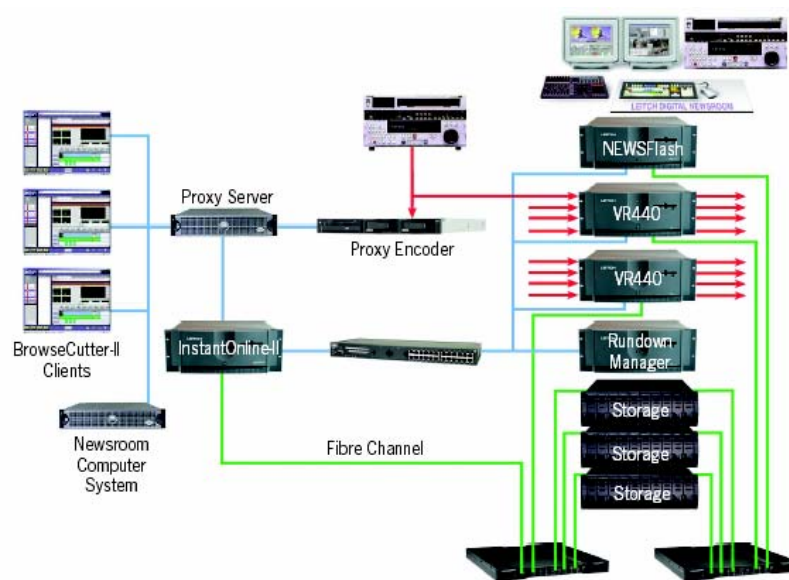 LEITCH DIGITAL NEWSROOM
NEWSFlash
Proxy Server
VR440
Proxy Encoder
VR440
BrowseCutter-II
Clients
InstantOnline-II
Rundown
Manager
Storage
Newsroom
Computer
System
Fibre Channel
Storage
Storage